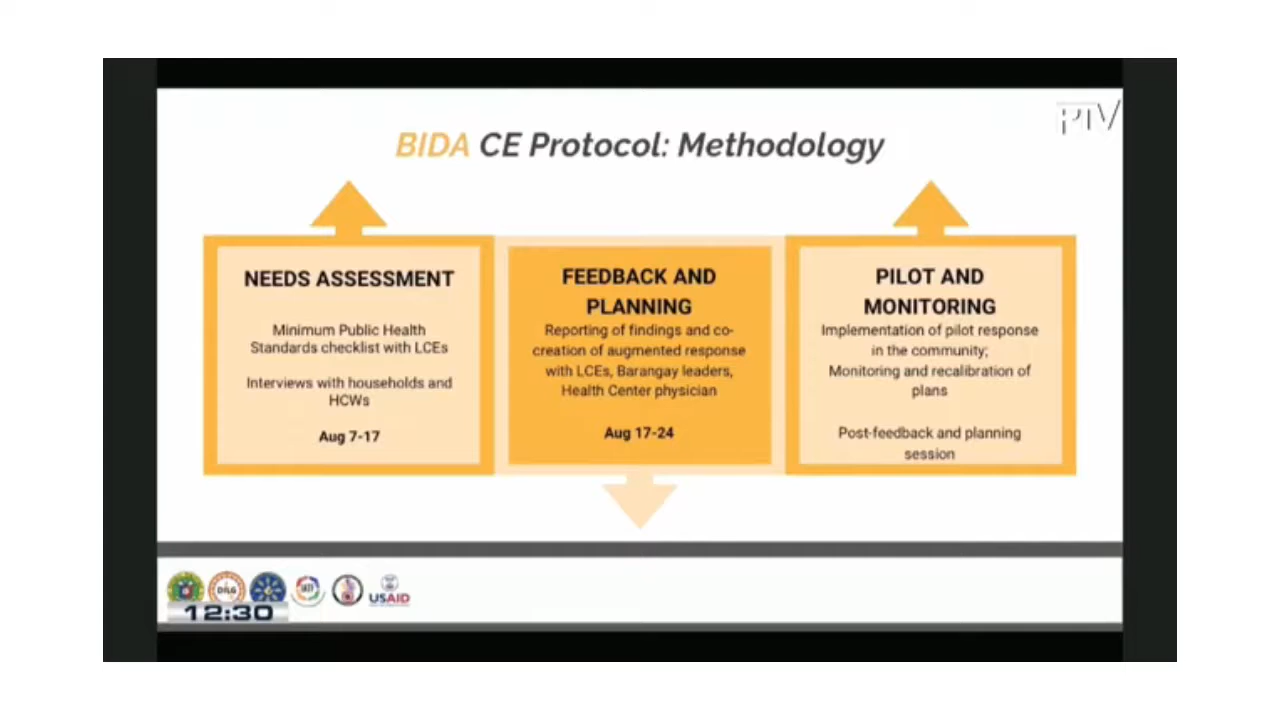 PTV
BIDA CE Protocol: Methodology
NEEDS ASSESSMENT
Minimum Public Health
Standards checklist with LCEs
Interviews with households and
HCWs
Aug 7-17
FEEDBACK AND
PLANNING
Reporting of findings and co-
creation of augmented response
with LCEs, Barangay leaders,
Health Center physician
Aug 17-24
PILOT AND
MONITORING
Implementation of pilot response
in the community;
Monitoring and recalibration of
plans
Post-feedback and planning
session
DILG
USAID
12:30